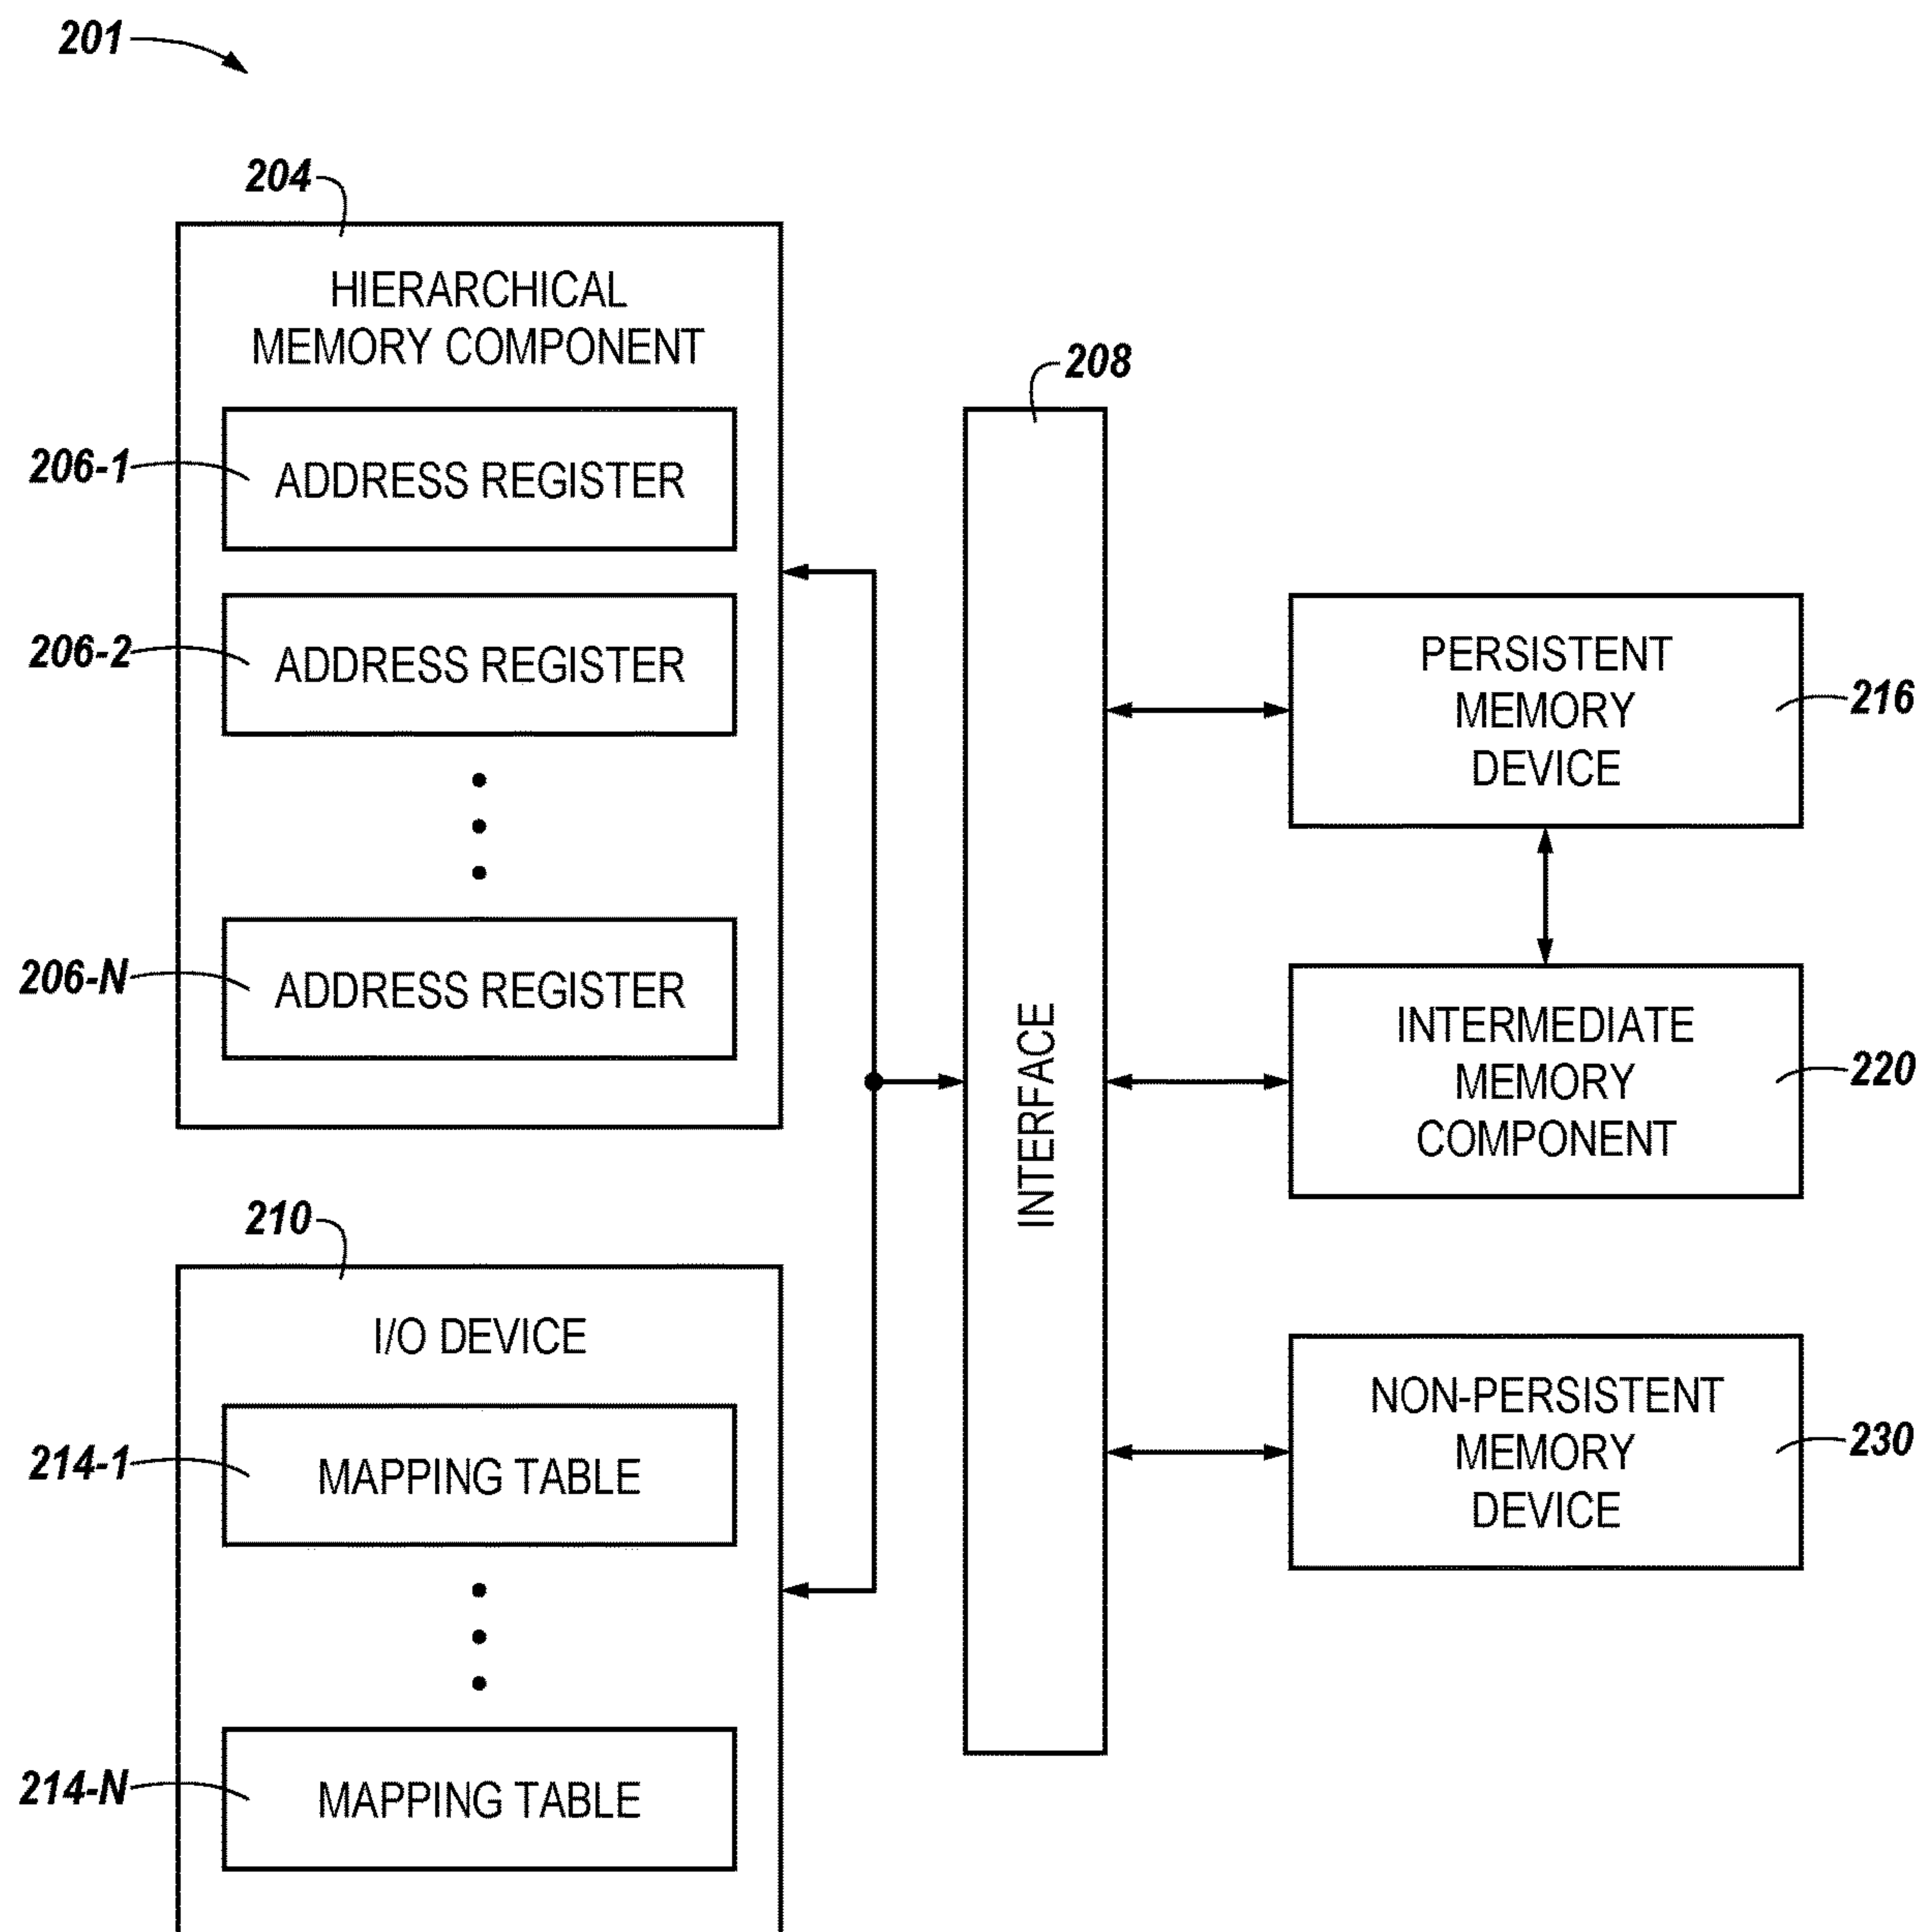 201
204
HIERARCHICAL
MEMORY COMPONENT
206-1
ADDRESS REGISTER
206-2
ADDRESS REGISTER
206-N
ADDRESS REGISTER
210
I/O DEVICE
214-1
MAPPING TABLE
214-N
MAPPING TABLE
208
INTERFACE
PERSISTENT
MEMORY
DEVICE
216
INTERMEDIATE
MEMORY
COMPONENT
220
NON-PERSISTENT
MEMORY
DEVICE
230